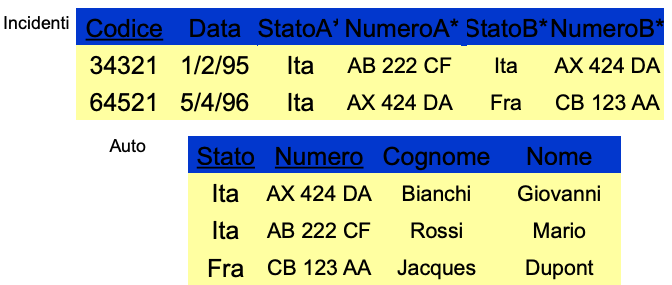 Incidenti Codice Data StatoA* NumeroA* StatoB* NumeroB*
34321 1/2/95 Ita AB 222 CF Ita AX 424 DA
64521 5/4/96 Ita AX 424 DA Fra CB 123 AA
Auto
Stato Numero Cognome Nome
Ita AX 424 DA Bianchi Giovanni
Ita AB 222 CF Rossi Mario
Fra CB 123 AA Jacques Dupont